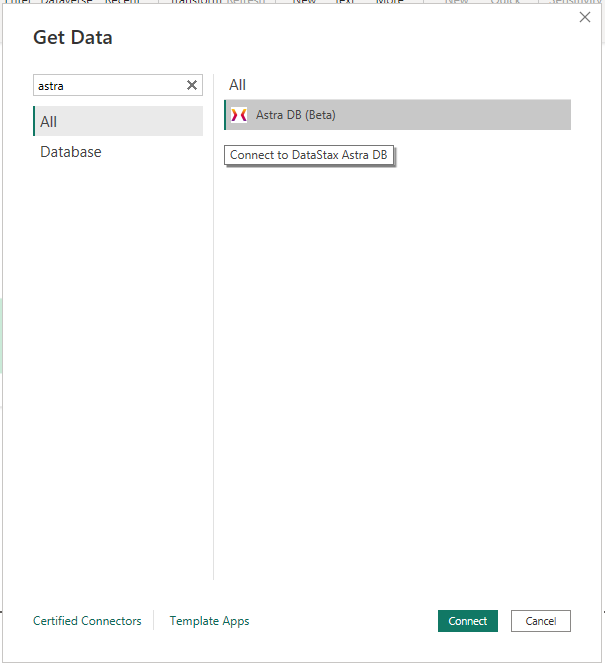 Get Data
astra
All
Database
All
Astra DB (Beta)
Connect to DataStax Astra DB
Certified Connectors
Template Apps
Connect
Cancel